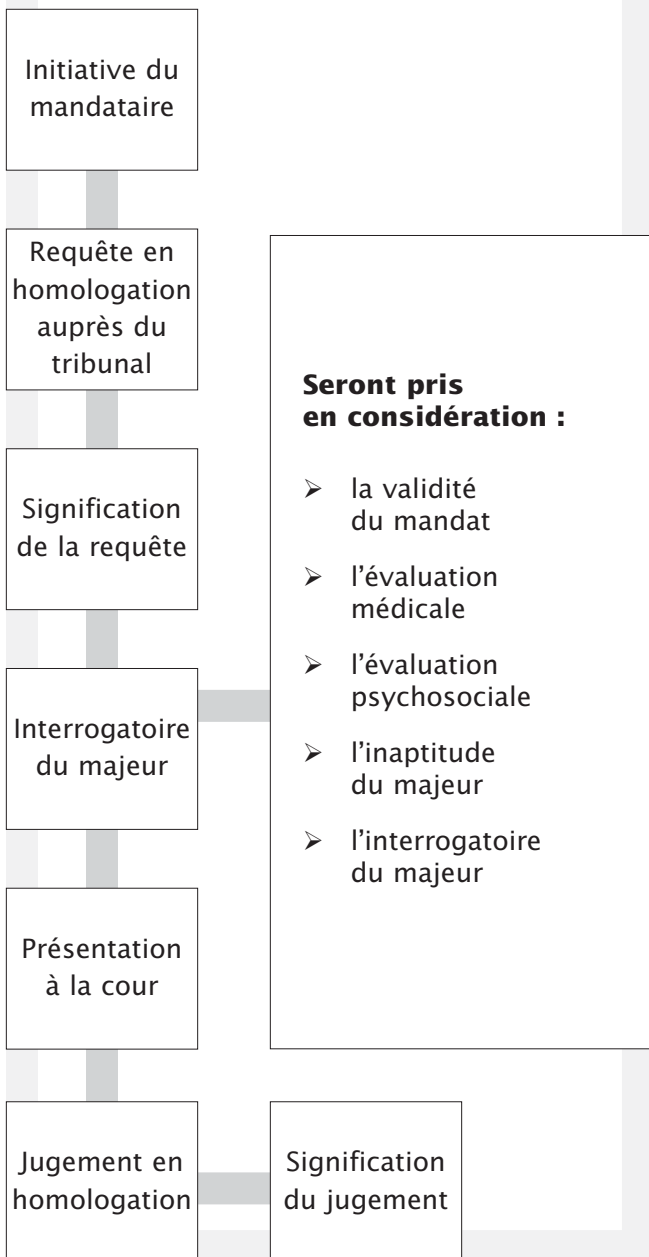 Initiative du
mandataire
Requête en
homologation
auprès du
tribunal
Signification
de la requête
Interrogatoire
du majeur
Seront pris
en considération :
➢ la validité
du mandat
➢ l’évaluation
médicale
➢ l’évaluation
psychosociale
➢ l’inaptitude
du majeur
➢ l’interrogatoire
du majeur
Présentation
à la cour
Jugement en
homologation
Signification
du jugement